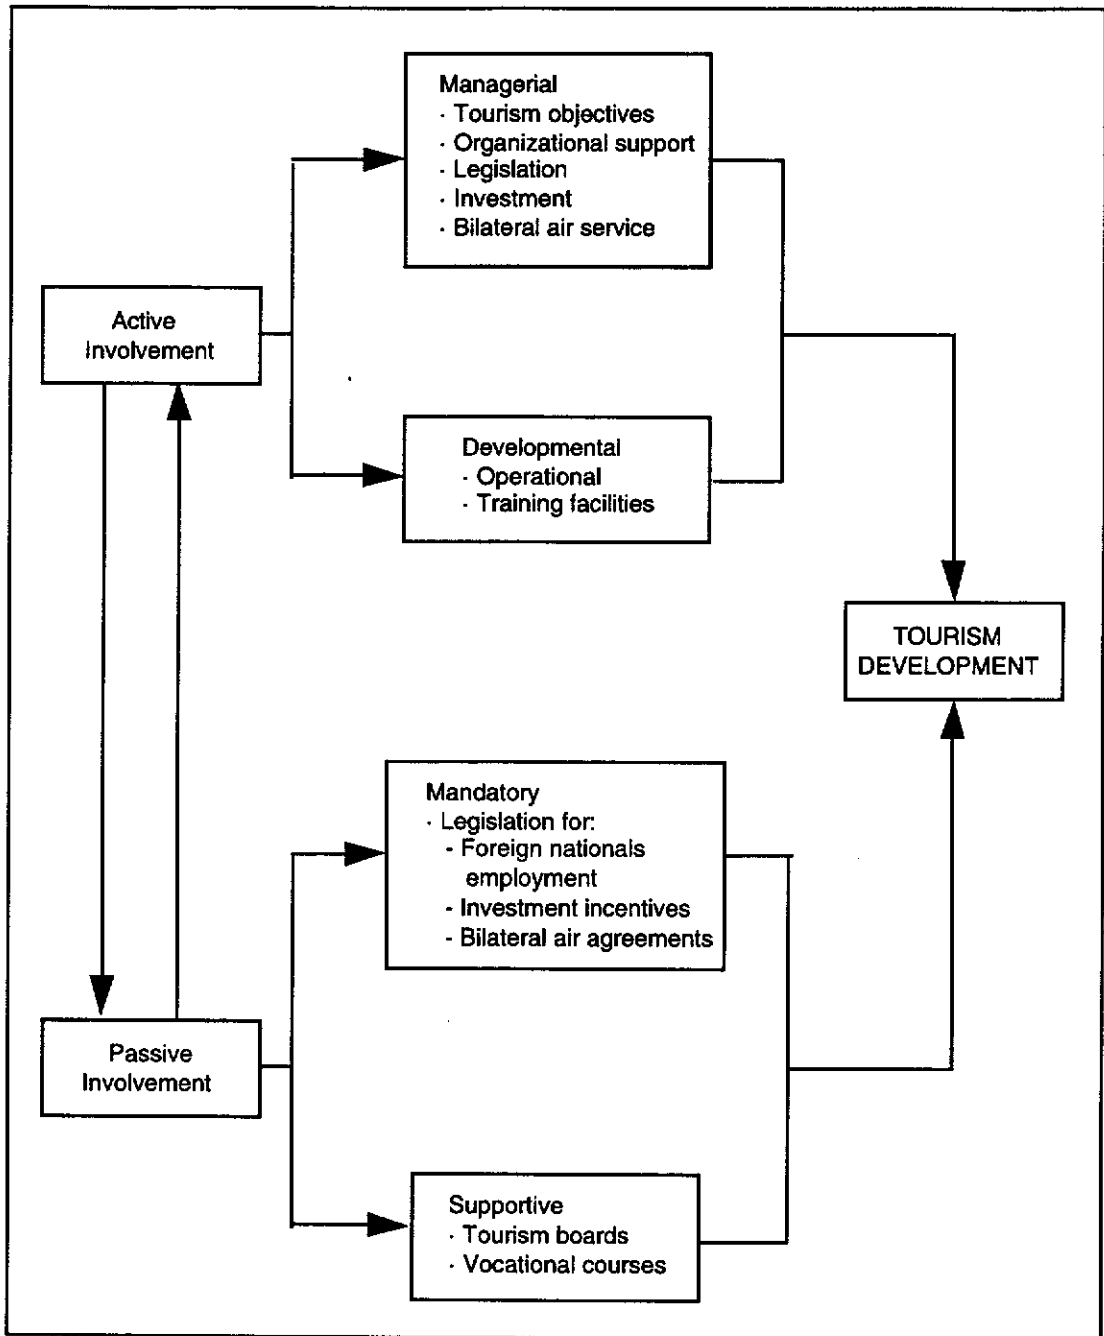 Managerial
· Tourism objectives
· Organizational support
· Legislation
· Investment
· Bilateral air service
Active
Involvement
Developmental
· Operational
· Training facilities
TOURISM
DEVELOPMENT
Mandatory
· Legislation for:
- Foreign nationals
employment
- Investment incentives
- Bilateral air agreements
Passive
Involvement
Supportive
· Tourism boards
· Vocational courses